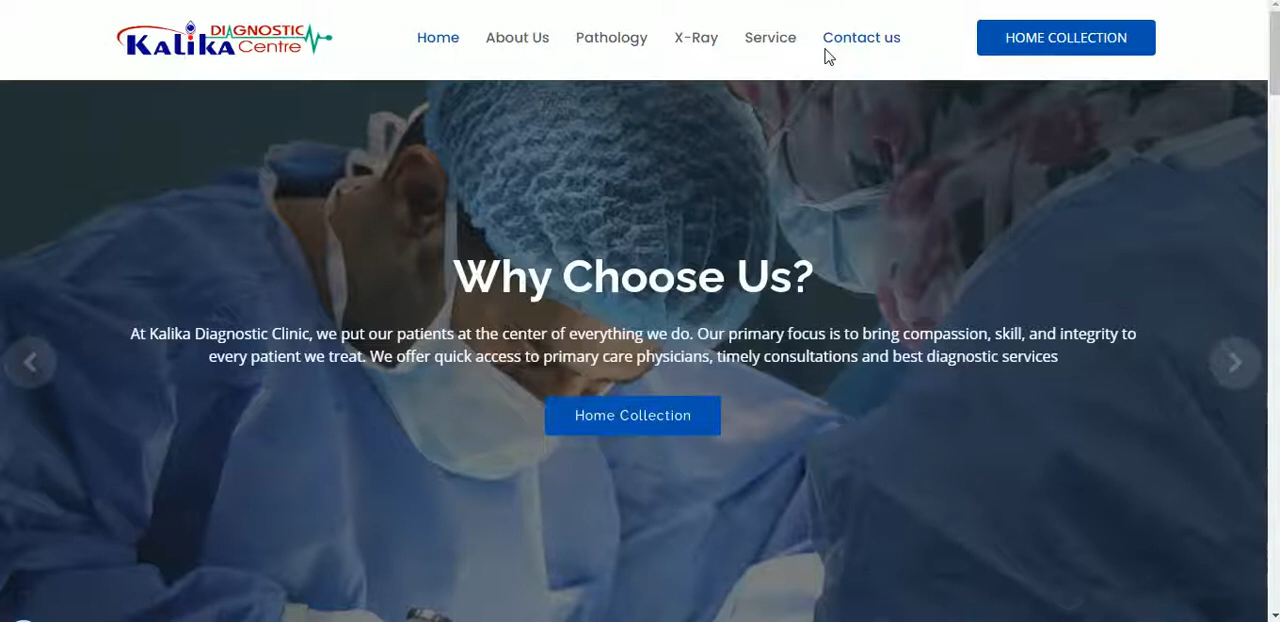 Kalika DIAGNOSTIC Centre
Home About Us Pathology X-Ray Service Contact us HOME COLLECTION
Why Choose Us?
At Kalika Diagnostic Clinic, we put our patients at the center of everything we do. Our primary focus is to bring compassion, skill, and integrity to
every patient we treat. We offer quick access to primary care physicians, timely consultations and best diagnostic services
Home Collection